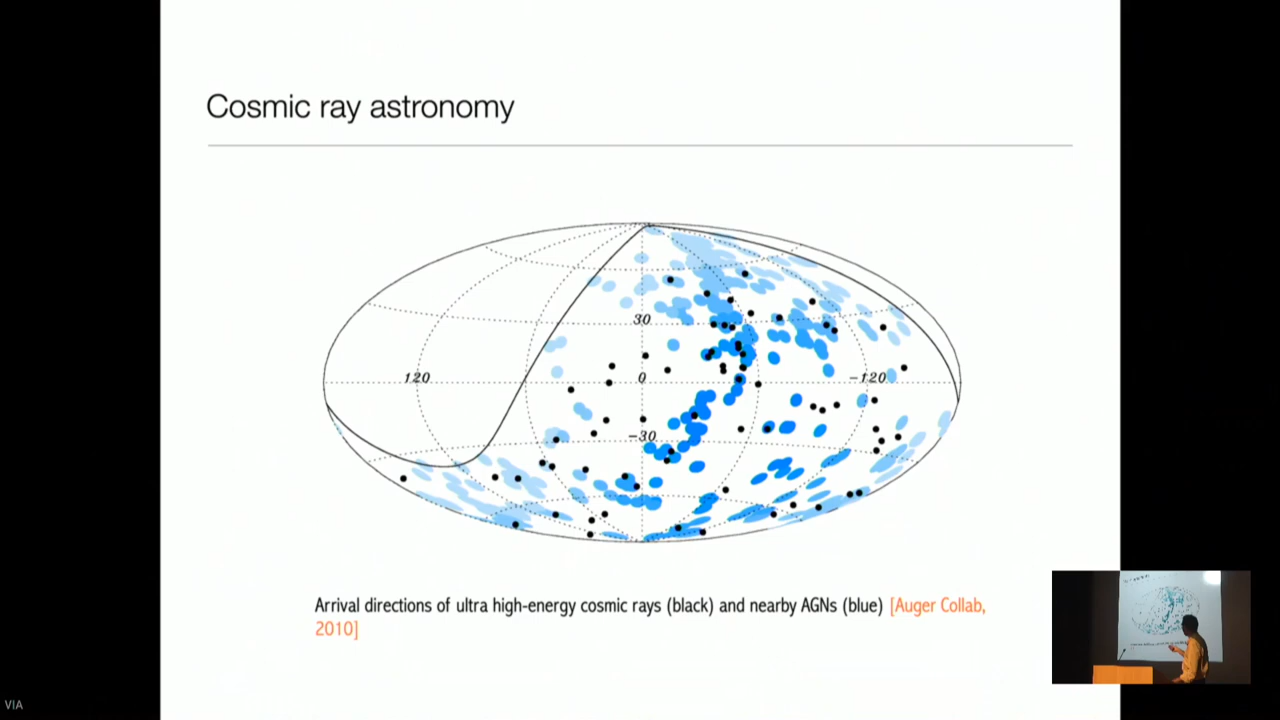 Cosmic ray astronomy
30
120
0
−120
−30
Arrival directions of ultra high-energy cosmic rays (black) and nearby AGNs (blue) [Auger Collab,
2010]
VIA